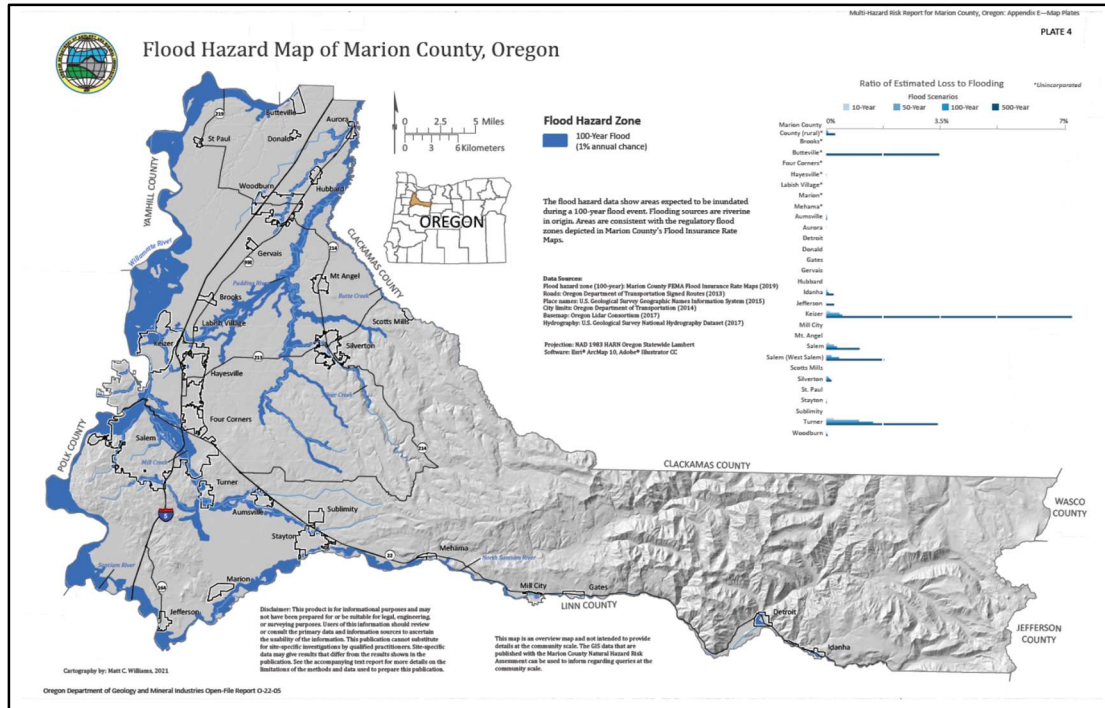 Multi-Hazard Risk Report for Marion County, Oregon: Appendix E—Map Plates
PLATE 4
Flood Hazard Map of Marion County, Oregon
Ratio of Estimated Loss to Flooding
*Unincorporated
Flood Scenarios
10-Year
50-Year
100-Year
500-Year
0%
3.5%
7%
Marion County
County (rural)*
Brooks*
Butteville*
Four Corners*
Hayesville*
Labish Village*
Marion*
Mehama*
Aumsville
Aurora
Detroit
Donald
Gates
Gervais
Hubbard
Idanha
Jefferson
Keizer
Mill City
Mt. Angel
Salem
Salem (West Salem)
Scotts Mills
Silverton
St. Paul
Stayton
Sublimity
Turner
Woodburn
N
0 2.5 5 Miles
0 3 6 Kilometers
OREGON
Flood Hazard Zone
100-Year Flood
(1% annual chance)
The flood hazard data show areas expected to be inundated
during a 100-year flood event. Flooding sources are riverine
in origin. Areas are consistent with the regulatory flood
zones depicted in Marion County's Flood Insurance Rate
Maps.
Data Sources:
Flood hazard zone (100-year): Marion County FEMA Flood Insurance Rate Maps (2019)
Roads: Oregon Department of Transportation Signed Routes (2013)
Place names: U.S. Geological Survey Geographic Names Information System (2015)
City limits: Oregon Department of Transportation (2014)
Basemap: Oregon Lidar Consortium (2017)
Hydrography: U.S. Geological Survey National Hydrography Dataset (2017)
Projection: NAD 1983 HARN Oregon Statewide Lambert
Software: Esri® ArcMap 10, Adobe® Illustrator CC
219
Butteville
Aurora
St Paul
Donald
YAMHILL COUNTY
Woodburn
Hubbard
CLACKAMAS COUNTY
Willamette River
214
Gervais
Pudding River
Mt Angel
Butte Creek
Brooks
Labish Village
Scotts Mills
Keizer
213
Silverton
Hayesville
Silver Creek
Four Corners
POLK COUNTY
Salem
214
Mill Creek
Turner
CLACKAMAS COUNTY
WASCO
COUNTY
5
Aumsville
Sublimity
Stayton
Mehama
22
North Santiam River
Santiam River
Marion
Mill City
Gates
LINN COUNTY
164
Jefferson
Detroit
Idanha
JEFFERSON
COUNTY
Disclaimer: This product is for informational purposes and may
not have been prepared for or be suitable for legal, engineering,
or surveying purposes. Users of this information should review
or consult the primary data and information sources to ascertain
the usability of the information. This publication cannot substitute
for site-specific investigations by qualified practitioners. Site-specific
data may give results that differ from the results shown in the
publication. See the accompanying text report for more details on the
limitations of the methods and data used to prepare this publication.
This map is an overview map and not intended to provide
details at the community scale. The GIS data that are
published with the Marion County Natural Hazard Risk
Assessment can be used to inform regarding queries at the
community scale.
Cartography by: Matt C. Williams, 2021
Oregon Department of Geology and Mineral Industries Open-File Report O-22-05